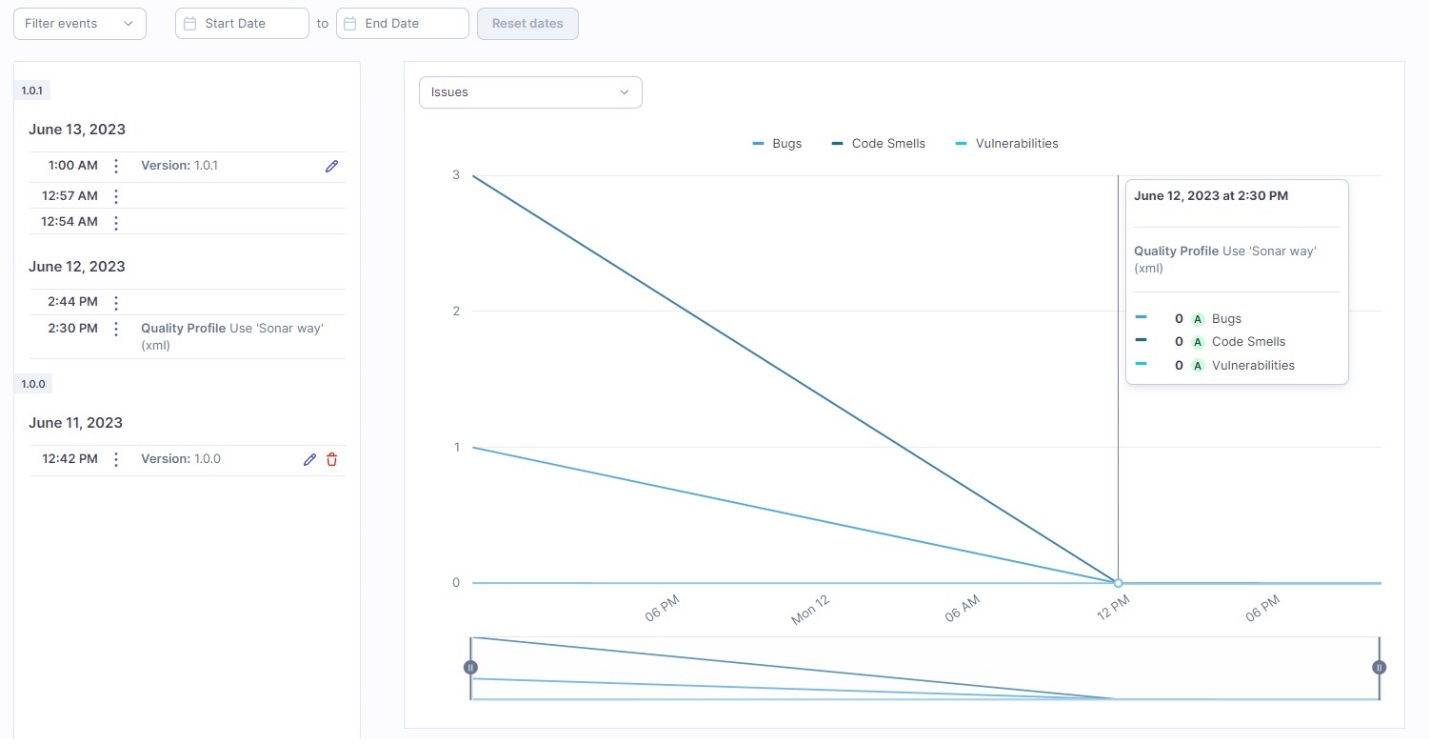 Filter events
Start Date
to
End Date
Reset dates
1.0.1
June 13, 2023
1:00 AM
Version: 1.0.1
12:57 AM
12:54 AM
June 12, 2023
2:44 PM
2:30 PM
Quality Profile Use 'Sonar way'
(xml)
1.0.0
June 11, 2023
12:42 PM
Version: 1.0.0
Issues
Bugs
Code Smells
Vulnerabilities
3
2
1
0
June 12, 2023 at 2:30 PM
Quality Profile Use 'Sonar way'
(xml)
0 A Bugs
0 A Code Smells
0 A Vulnerabilities
06 PM
Mon 12
06 AM
12 PM
06 PM